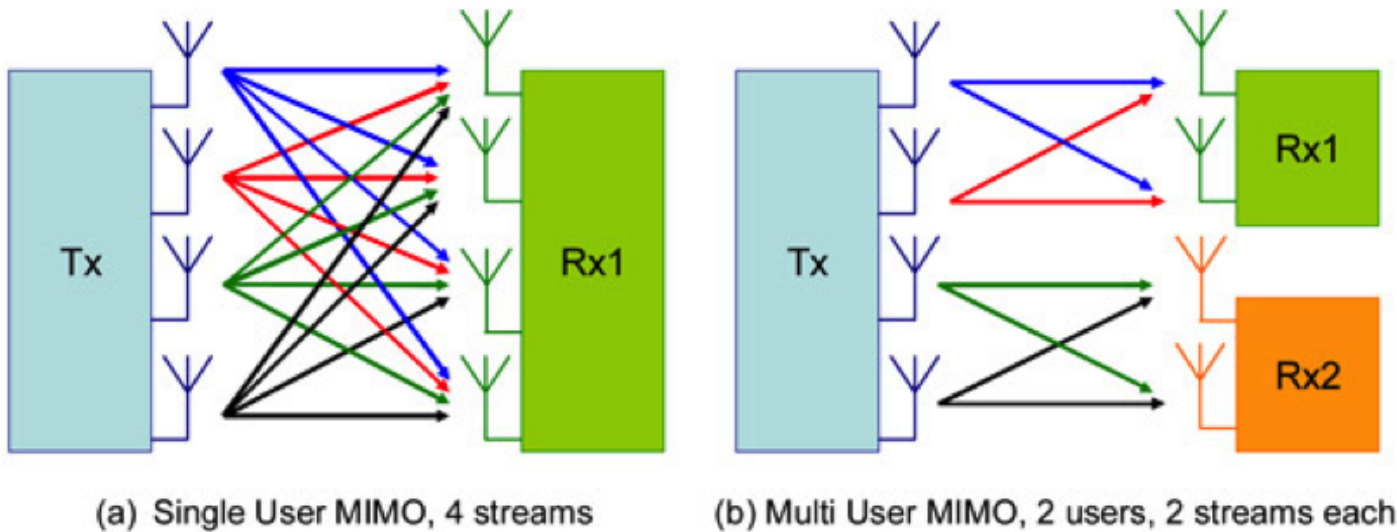 Tx
Rx1
Tx
Rx1
Rx2
(a) Single User MIMO, 4 streams
(b) Multi User MIMO, 2 users, 2 streams each